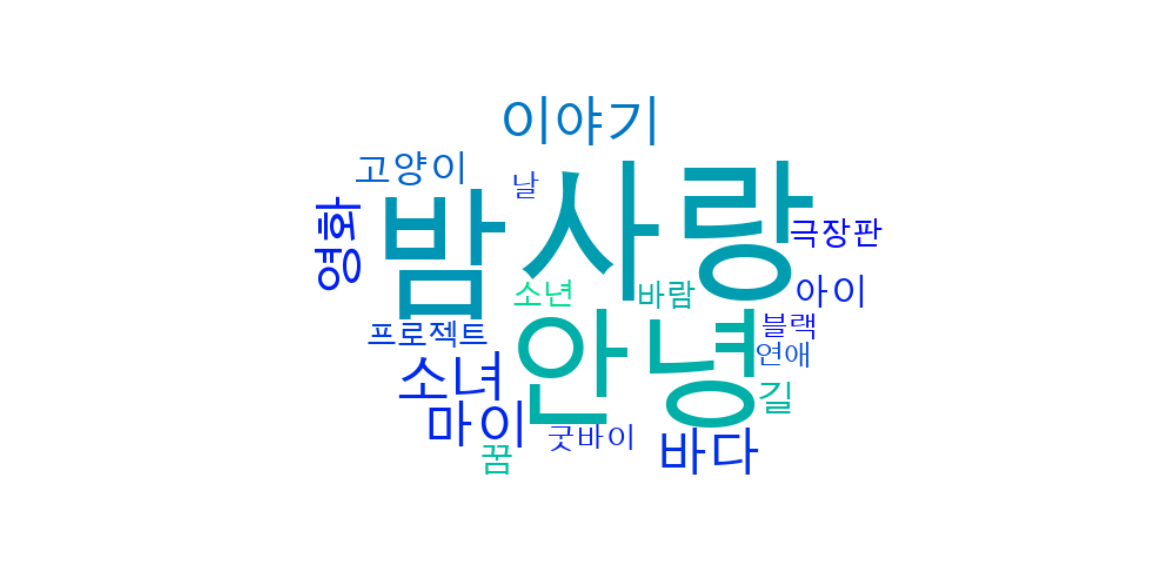 이야기
고양이
날
사랑
밤
영화
극장판
소년
바람
아이
안녕
프로젝트
블랙
연애
소녀
길
마이
굿바이
바다
꿈